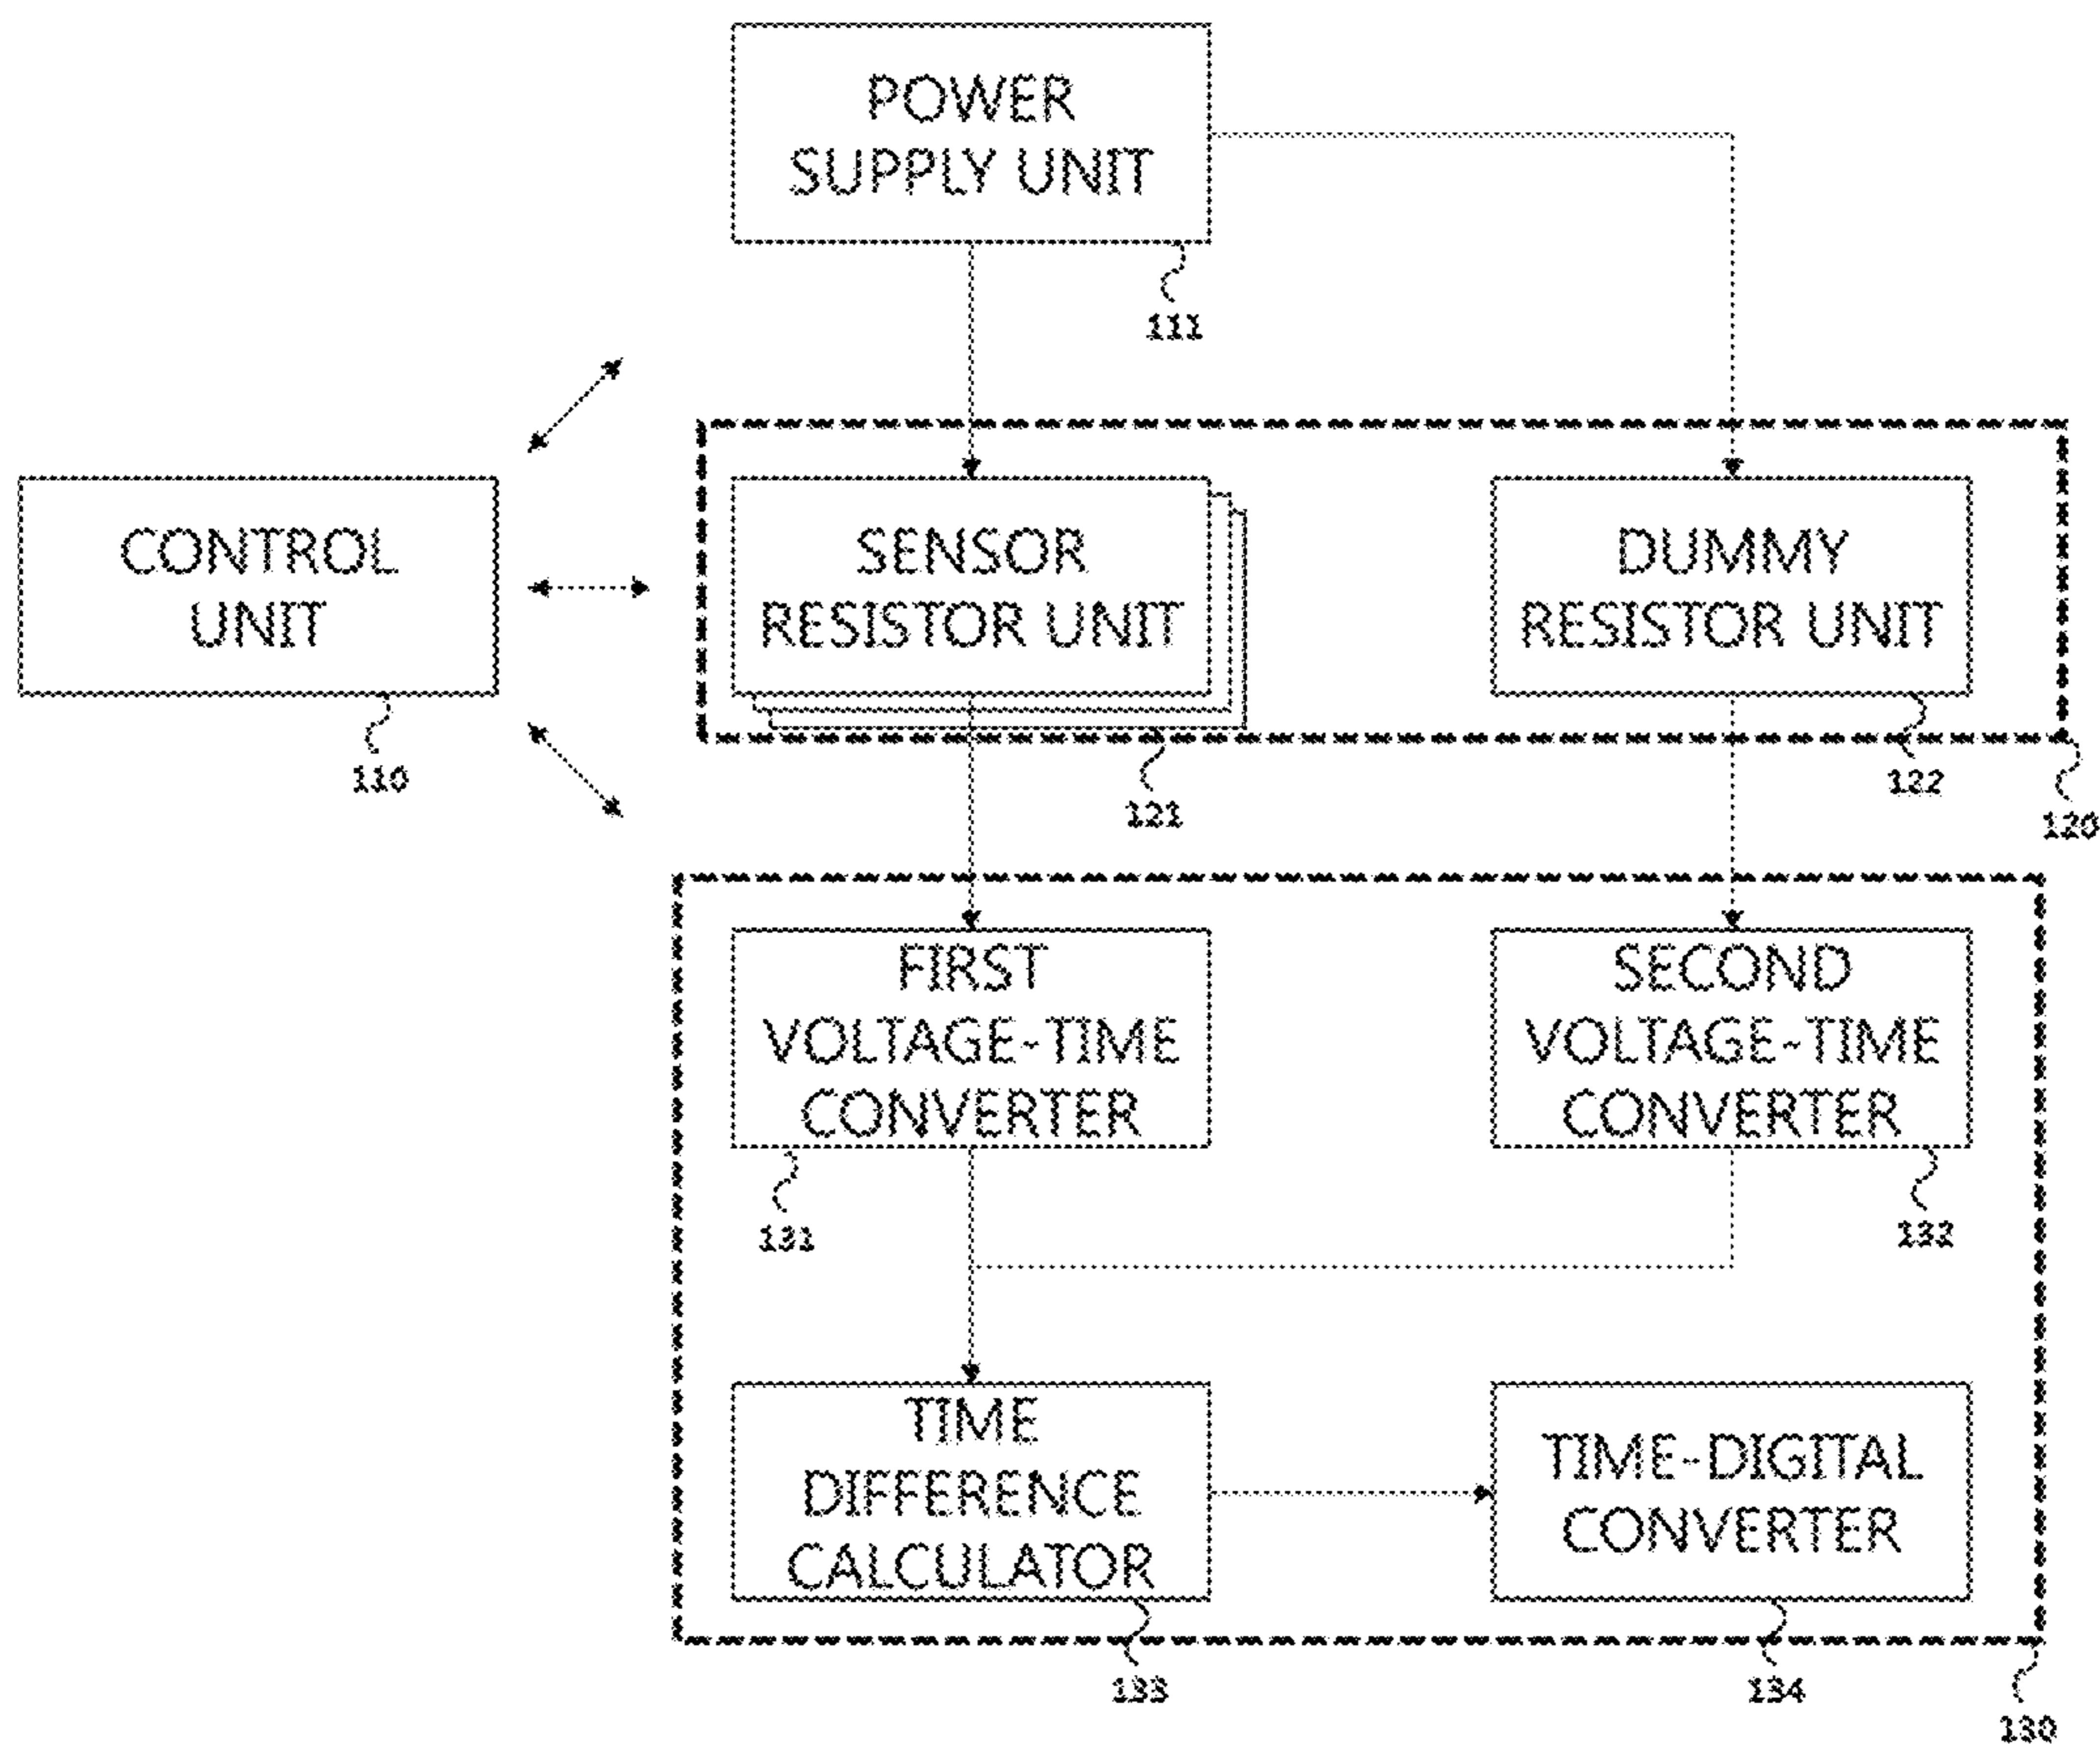 POWER
SUPPLY UNIT
111
CONTROL
UNIT
110
SENSOR
RESISTOR UNIT
121
DUMMY
RESISTOR UNIT
122
120
FIRST
VOLTAGE-TIME
CONVERTER
131
SECOND
VOLTAGE-TIME
CONVERTER
132
TIME
DIFFERENCE
CALCULATOR
133
TIME-DIGITAL
CONVERTER
134
130